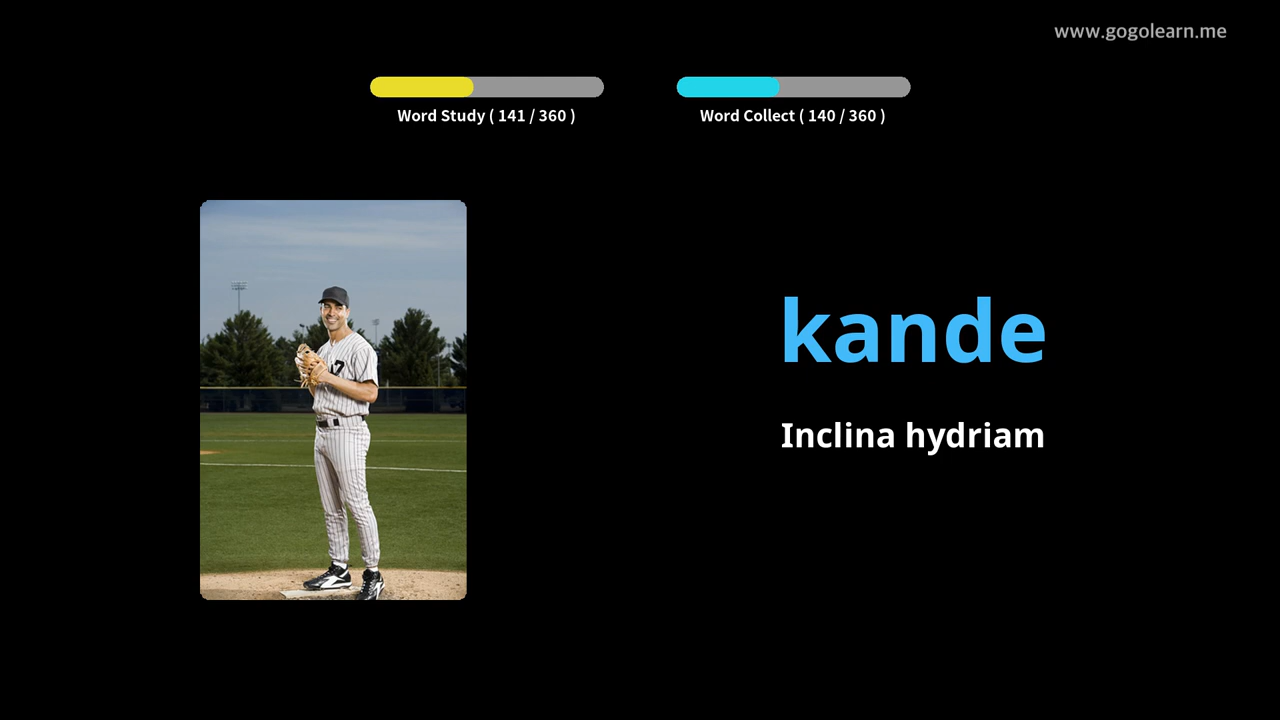 www.gogolearn.me
Word Study ( 141 / 360 )
Word Collect ( 140 / 360 )
kande
Inclina hydriam